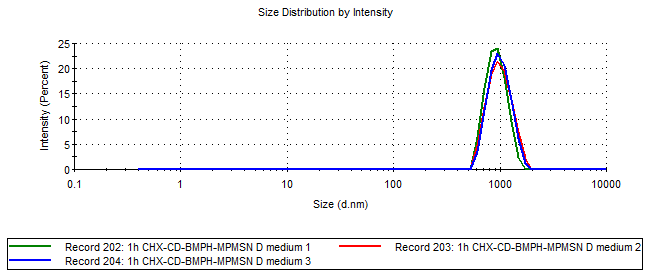 Size Distribution by Intensity
Intensity (Percent)
25
20
15
10
5
0
0.1 1 10 100 1000 10000
Size (d.nm)
Record 202: 1h CHX-CD-BMPH-MPMSN D medium 1 Record 203: 1h CHX-CD-BMPH-MPMSN D medium 2
Record 204: 1h CHX-CD-BMPH-MPMSN D medium 3